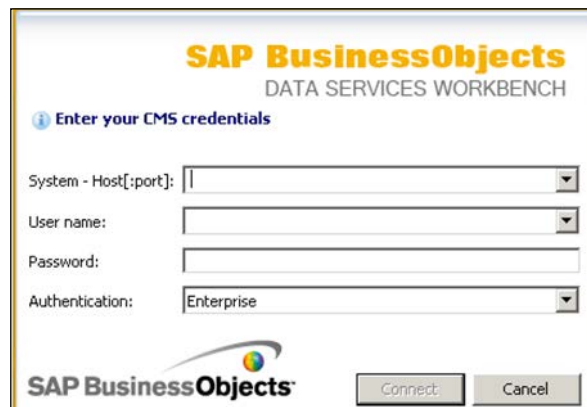 SAP BusinessObjects
DATA SERVICES WORKBENCH
Enter your CMS credentials
System - Host[:port]:
User name:
Password:
Authentication: Enterprise
SAP BusinessObjects
Connect Cancel